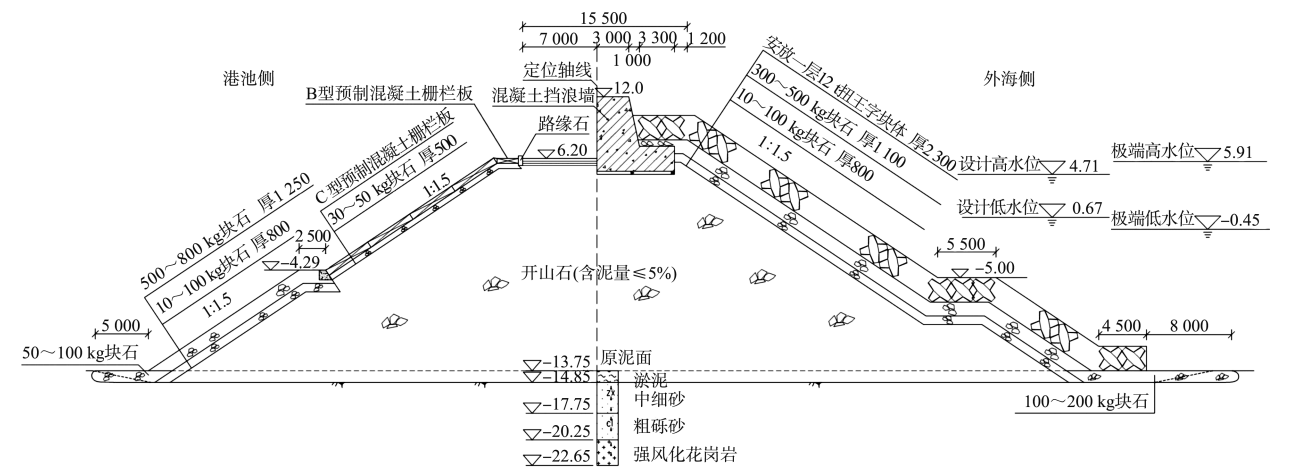 15 500
7 000
3 000
3 300
1 200
1 000
港池侧
外海侧
定位轴线
12.0
B型预制混凝土栅栏板
混凝土挡浪墙
路缘石
6.20
安放一层12 t扭王字块体 厚2 300
300～500 kg块石 厚1 100
10～100 kg块石 厚800
1:1.5
设计高水位
4.71
极端高水位
5.91
设计低水位
0.67
极端低水位
-0.45
C型预制混凝土栅栏板
30～50 kg块石 厚500
1:1.5
500～800 kg块石 厚1 250
10～100 kg块石 厚800
1:1.5
2 500
-4.29
5 500
-5.00
开山石(含泥量≤5%)
5 000
50～100 kg块石
4 500
8 000
100～200 kg块石
原泥面
-13.75
-14.85
淤泥
中细砂
-17.75
粗砾砂
-20.25
强风化花岗岩
-22.65